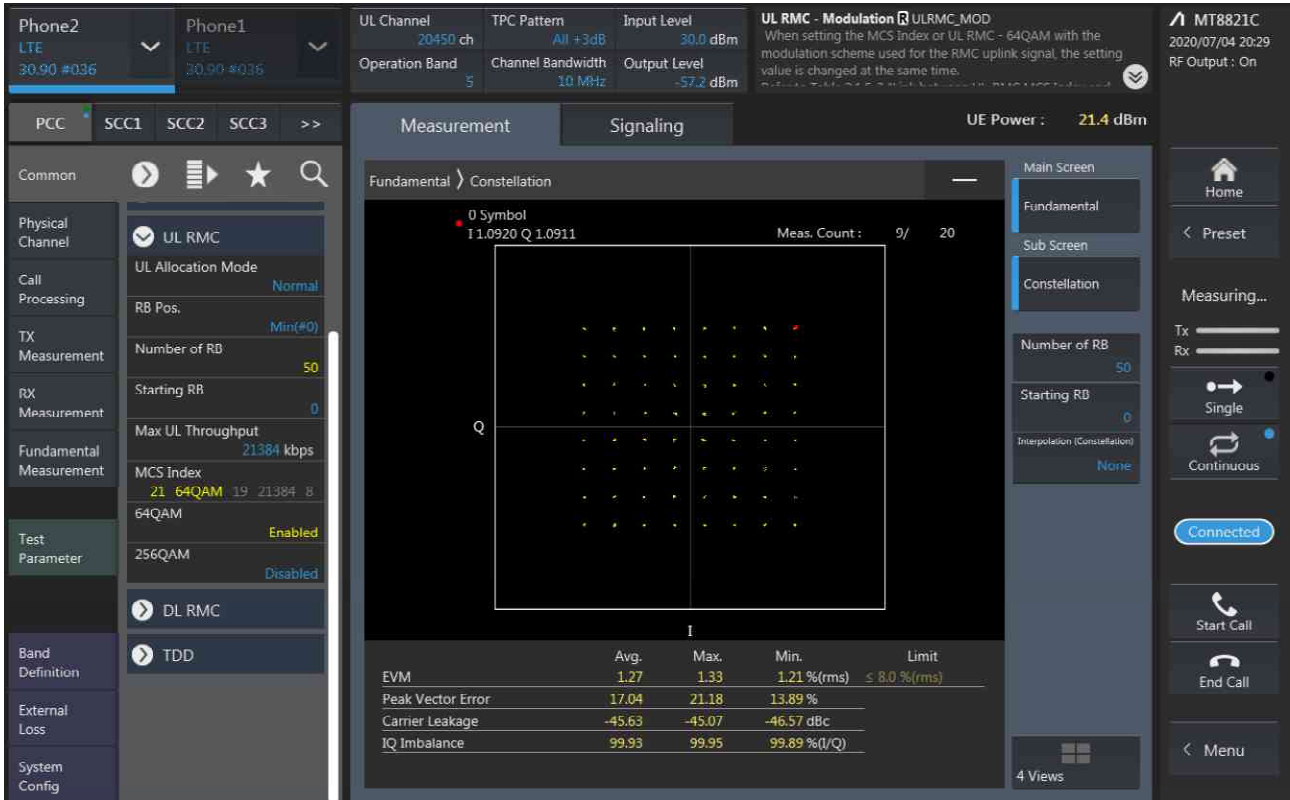 Phone2
LTE
30.90 #036
Phone1
LTE
30.90 #036
UL Channel
20450 ch
Operation Band
5
TPC Pattern
All +3dB
Channel Bandwidth
10 MHz
Input Level
30.0 dBm
Output Level
-57.2 dBm
UL RMC - Modulation R ULRMC_MOD
When setting the MCS Index or UL RMC - 64QAM with the
modulation scheme used for the RMC uplink signal, the setting
value is changed at the same time.
MT8821C
2020/07/04 20:29
RF Output : On
PCC SCC1 SCC2 SCC3 >>
Measurement
Signaling
UE Power : 21.4 dBm
Common
Physical
Channel
Call
Processing
TX
Measurement
RX
Measurement
Fundamental
Measurement
Test
Parameter
Band
Definition
External
Loss
System
Config
UL RMC
UL Allocation Mode
Normal
RB Pos.
Min(#0)
Number of RB
50
Starting RB
0
Max UL Throughput
21384 kbps
MCS Index
21 64QAM 19 21384 8
64QAM
Enabled
256QAM
Disabled
DL RMC
TDD
Fundamental 〉 Constellation
0 Symbol
I 1.0920 Q 1.0911
Meas. Count : 9/ 20
Q
I
Avg. Max. Min. Limit
EVM 1.27 1.33 1.21 %(rms) ≤ 8.0 %(rms)
Peak Vector Error 17.04 21.18 13.89 %
Carrier Leakage -45.63 -45.07 -46.57 dBc
IQ Imbalance 99.93 99.95 99.89 %(I/Q)
Main Screen
Fundamental
Sub Screen
Constellation
Number of RB
50
Starting RB
0
Interpolation (Constellation)
None
4 Views
Home
< Preset
Measuring...
Tx
Rx
Single
Continuous
Connected
Start Call
End Call
< Menu